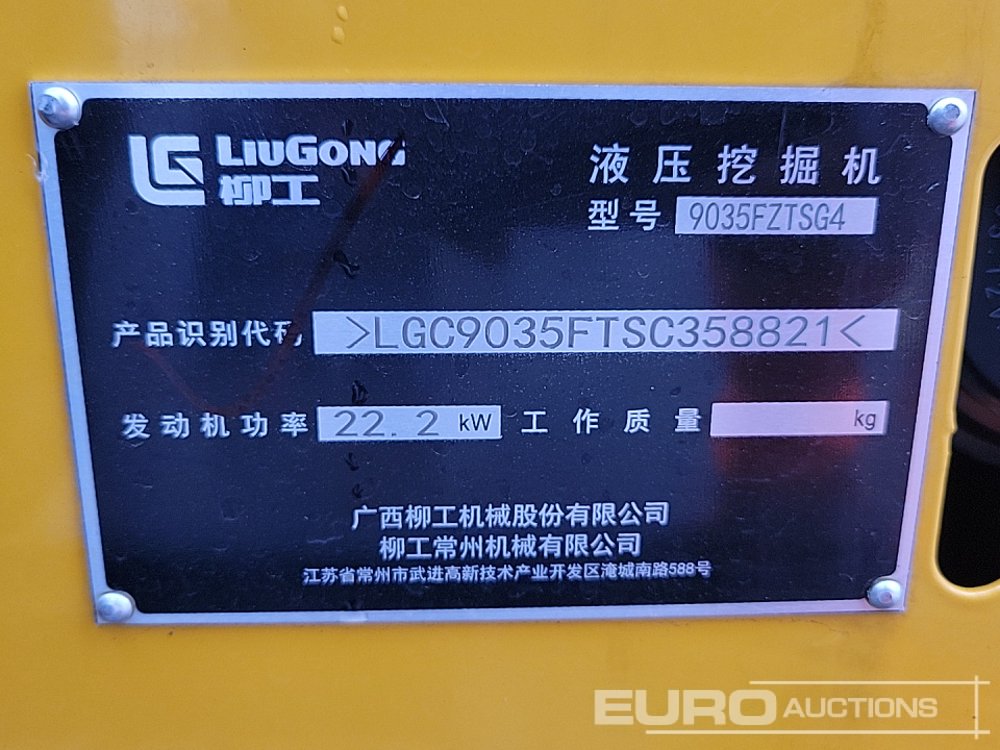 LG LIUGONG
柳工
液压挖掘机
型号 9035FZTSG4
产品识别代码 >LGC9035FTSC358821<
发动机功率 22.2 kW 工作质量 kg
广西柳工机械股份有限公司
柳工常州机械有限公司
江苏省常州市武进高新技术产业开发区淹城南路588号
EURO AUCTIONS